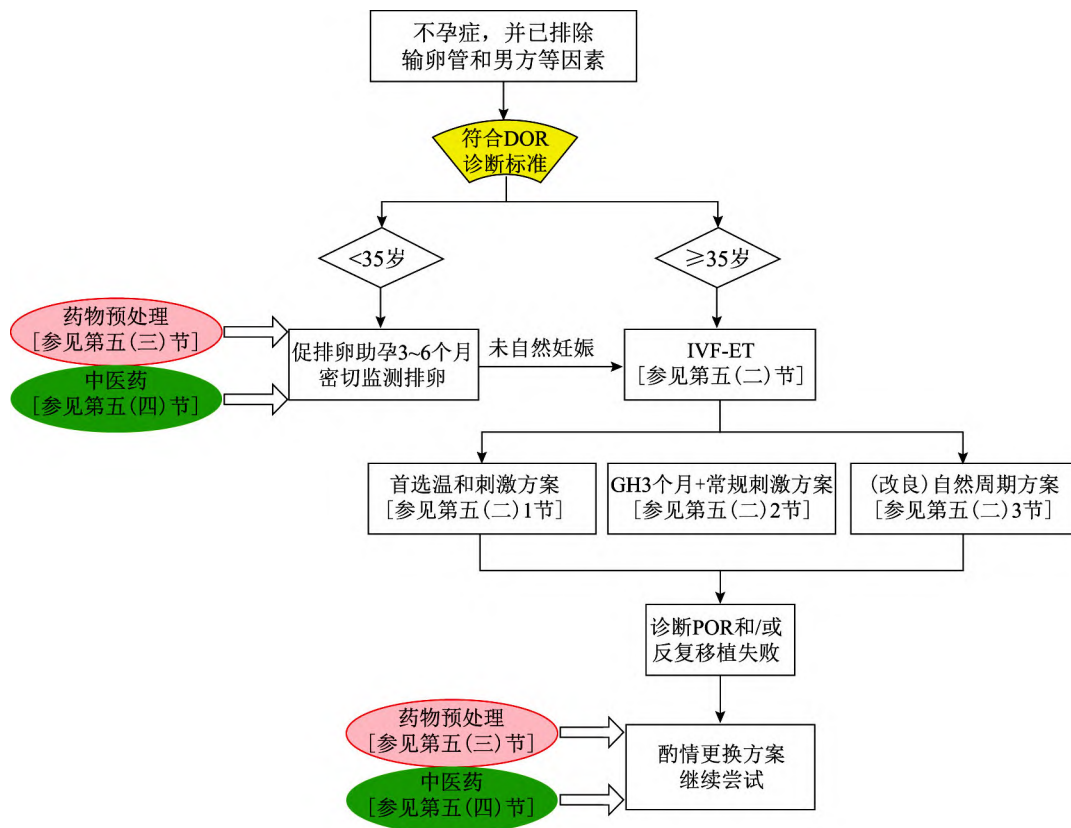 不孕症，并已排除
输卵管和男方等因素
符合DOR
诊断标准
<35岁
≥35岁
药物预处理
[参见第五(三)节]
中医药
[参见第五(四)节]
促排卵助孕3~6个月
密切监测排卵
未自然妊娠
IVF-ET
[参见第五(二)节]
首选温和刺激方案
[参见第五(二)1节]
GH3个月+常规刺激方案
[参见第五(二)2节]
(改良)自然周期方案
[参见第五(二)3节]
诊断POR和/或
反复移植失败
药物预处理
[参见第五(三)节]
中医药
[参见第五(四)节]
酌情更换方案
继续尝试